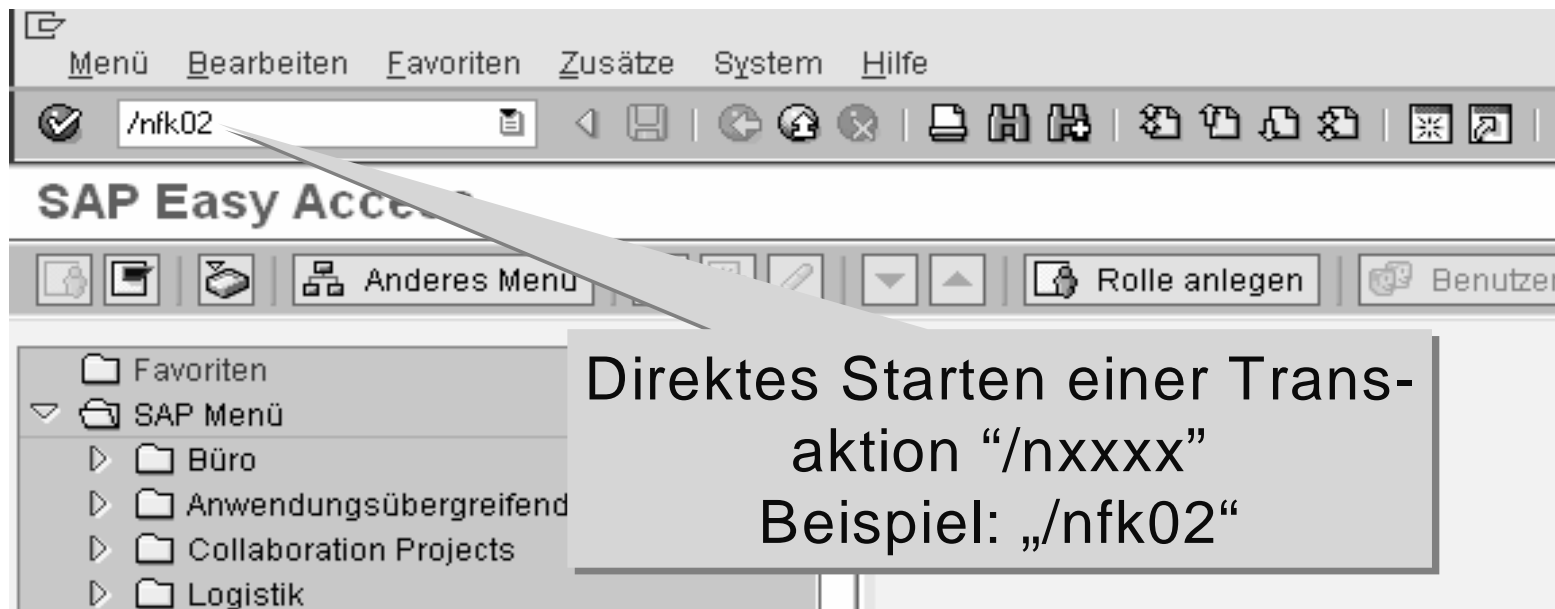 Menü Bearbeiten Favoriten Zusätze System Hilfe
/nfk02
SAP Easy Access
Anderes Menü Rolle anlegen Benutzer
Favoriten
SAP Menü
Büro
Anwendungsübergreifend
Collaboration Projects
Logistik
Direktes Starten einer Trans-
aktion “/nxxxx”
Beispiel: „/nfk02“